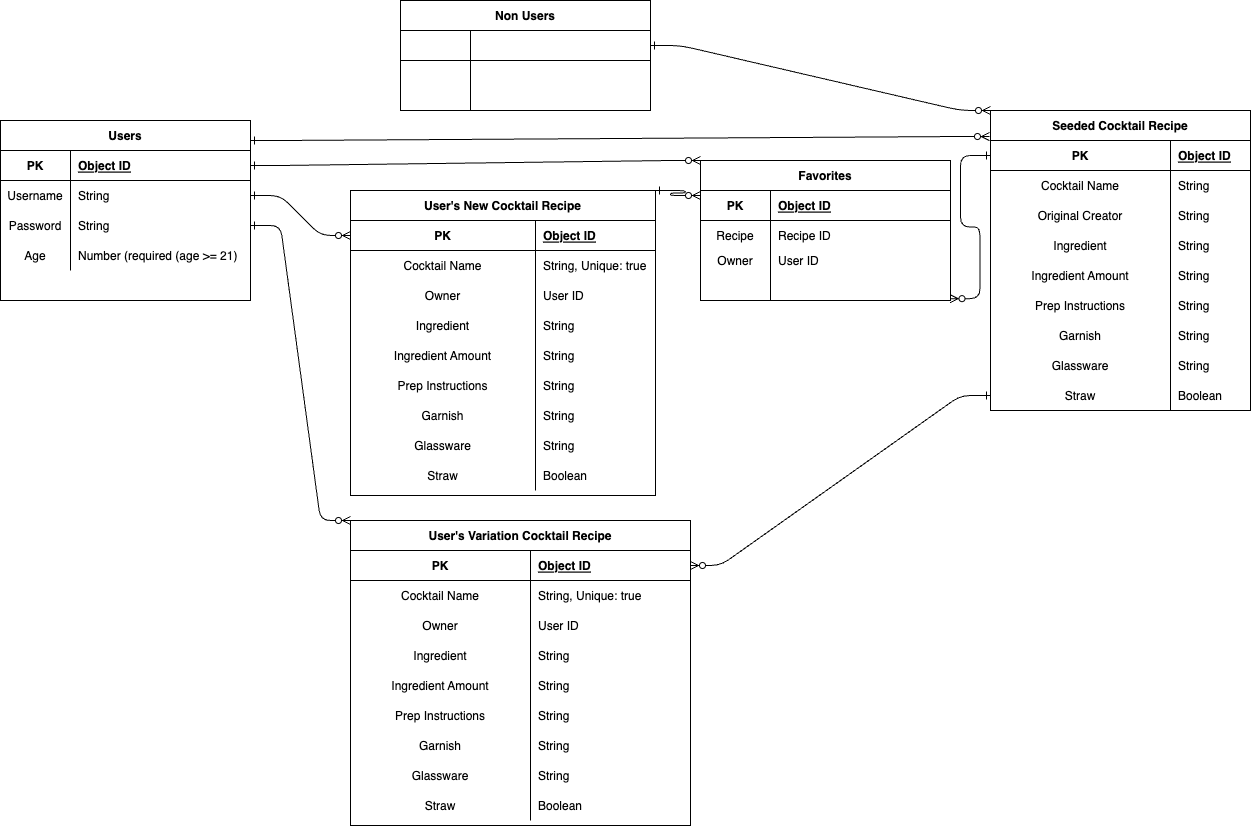 Non Users
Users
PK Object ID
Username String
Password String
Age Number (required (age >= 21)
User's New Cocktail Recipe
PK Object ID
Cocktail Name String, Unique: true
Owner User ID
Ingredient String
Ingredient Amount String
Prep Instructions String
Garnish String
Glassware String
Straw Boolean
Favorites
PK Object ID
Recipe Recipe ID
Owner User ID
Seeded Cocktail Recipe
PK Object ID
Cocktail Name String
Original Creator String
Ingredient String
Ingredient Amount String
Prep Instructions String
Garnish String
Glassware String
Straw Boolean
User's Variation Cocktail Recipe
PK Object ID
Cocktail Name String, Unique: true
Owner User ID
Ingredient String
Ingredient Amount String
Prep Instructions String
Garnish String
Glassware String
Straw Boolean